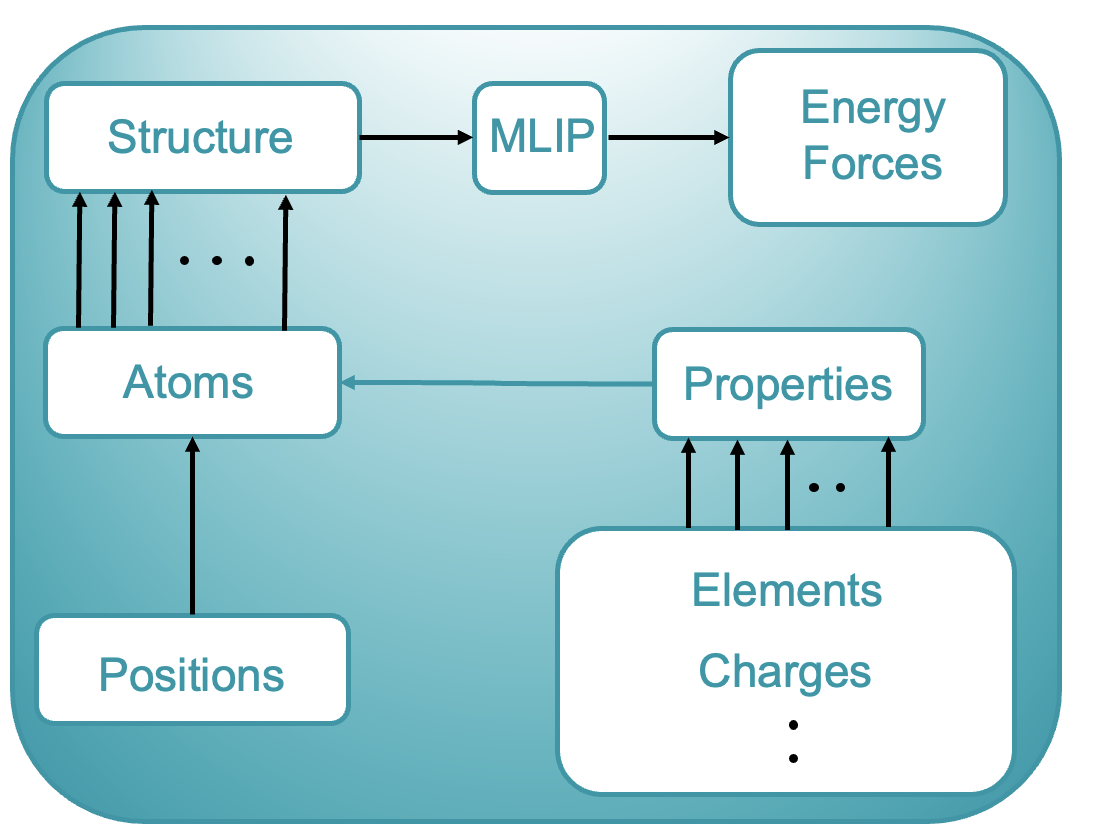 Structure
MLIP
Energy
Forces
Atoms
Properties
Elements
Charges
Positions